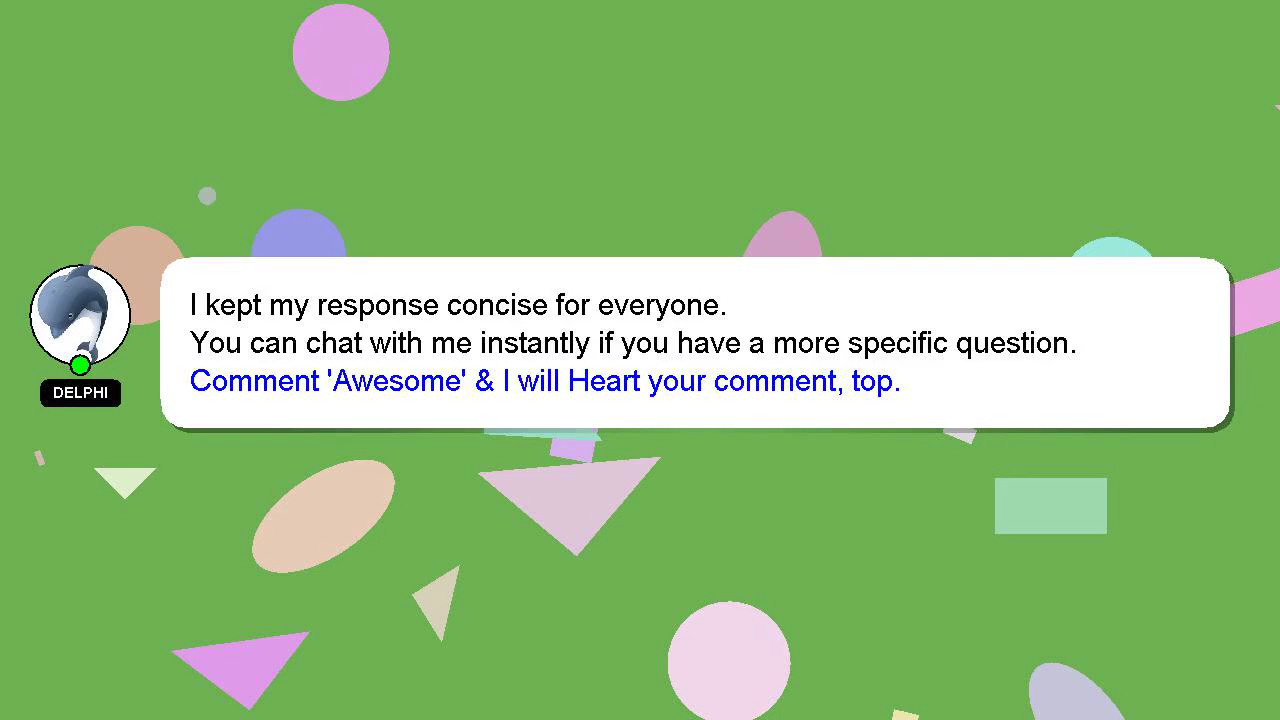 I kept my response concise for everyone.
You can chat with me instantly if you have a more specific question.
Comment 'Awesome' & I will Heart your comment, top.
DELPHI